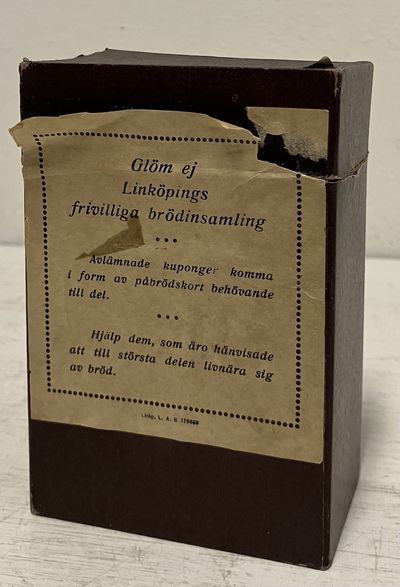 Glöm ej
Linköpings
frivilliga brödinsamling
Avlämnade kuponger komma
i form av påbrödskort behövande
till del.
Hjälp dem, som äro hänvisade
att till största delen livnära sig
av bröd.
Linkp. L. A. B.